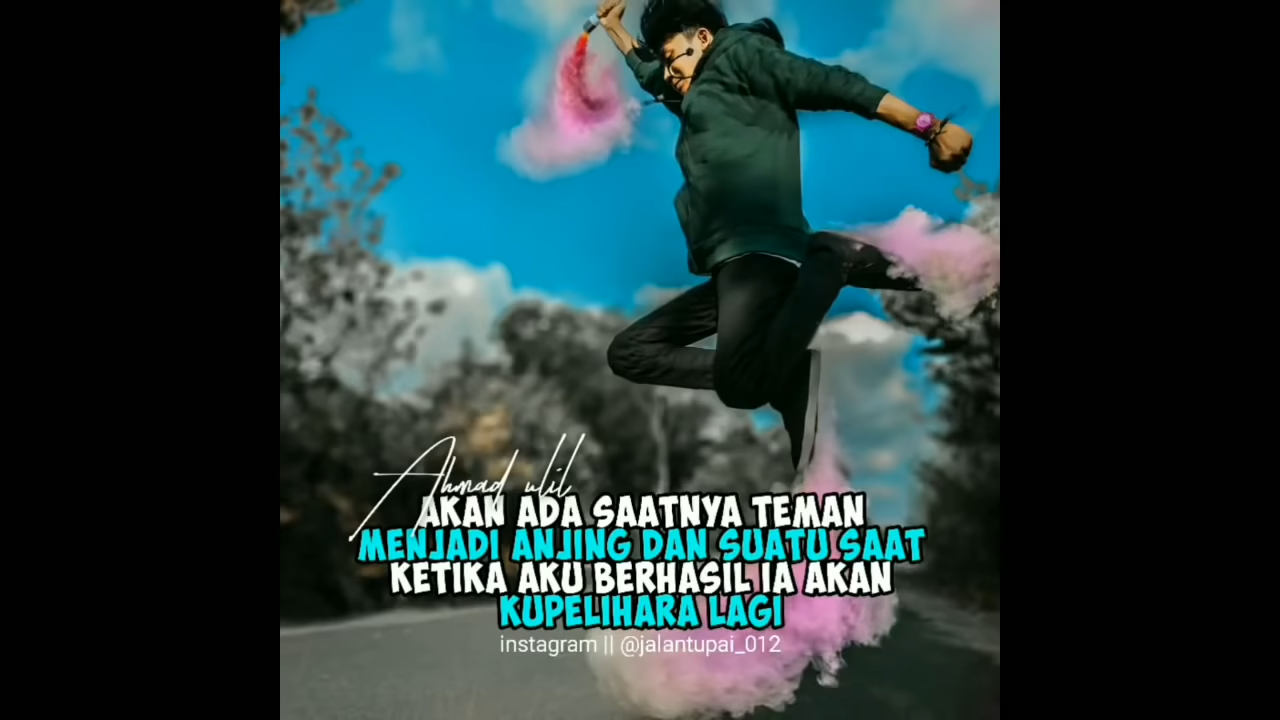 Ahmad ulil
AKAN ADA SAATNYA TEMAN
MENJADI ANJING DAN SUATU SAAT
KETIKA AKU BERHASIL IA AKAN
KUPELIHARA LAGI
instagram || @jalantupai_012